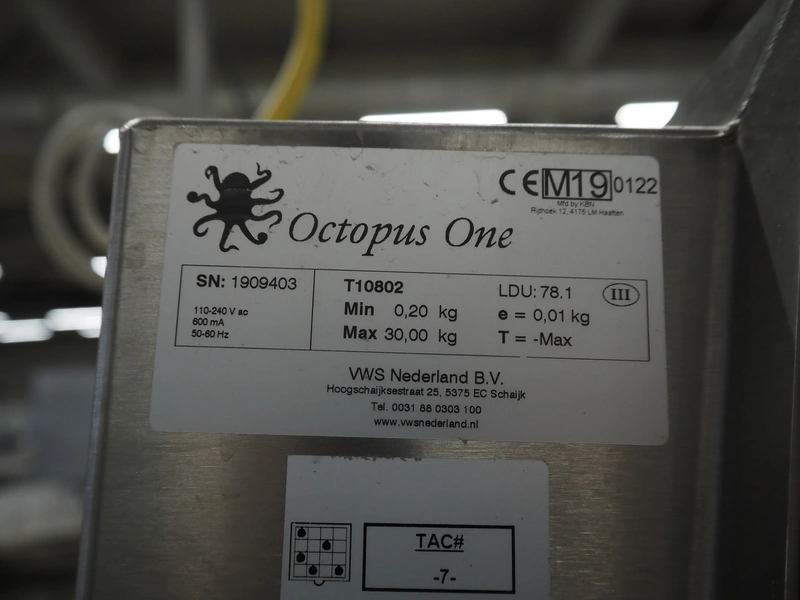 CE M19 0122
Mfd by KBN
Rijthoek 12, 4175 LM Haaften
Octopus One
SN: 1909403
110-240 V ac
600 mA
50-60 Hz
T10802
Min 0,20 kg
Max 30,00 kg
LDU: 78.1 III
e = 0,01 kg
T = -Max
VWS Nederland B.V.
Hoogschaijksestraat 25, 5375 EC Schaijk
Tel. 0031 88 0303 100
www.vwsnederland.nl
TAC#
-7-